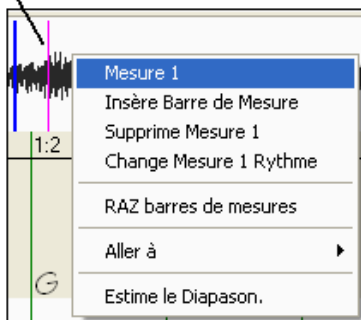 Mesure 1
Insère Barre de Mesure
Supprime Mesure 1
1:2
Change Mesure 1 Rythme
RAZ barres de mesures
Aller à
G
Estime le Diapason.